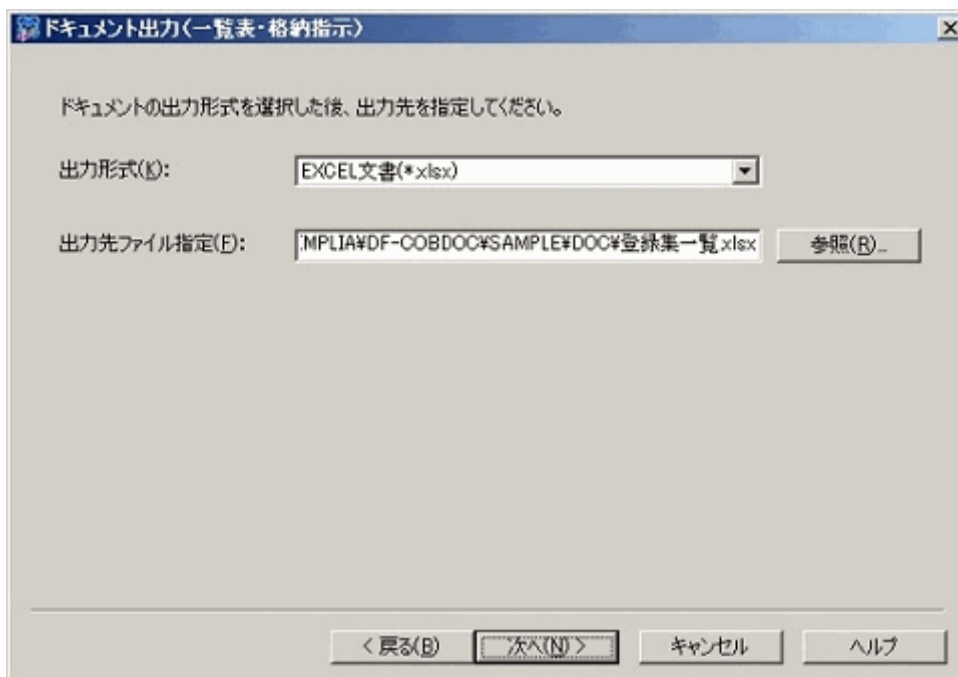 ドキュメント出力(一覧表・格納指示)
ドキュメントの出力形式を選択した後、出力先を指定してください。
出力形式(K):
EXCEL文書(*.xlsx)
出力先ファイル指定(F):
MPLIA¥DF-COBDOC¥SAMPLE¥DOC¥登録集一覧.xlsx
参照(R)...
< 戻る(B)
次へ(N) >
キャンセル
ヘルプ